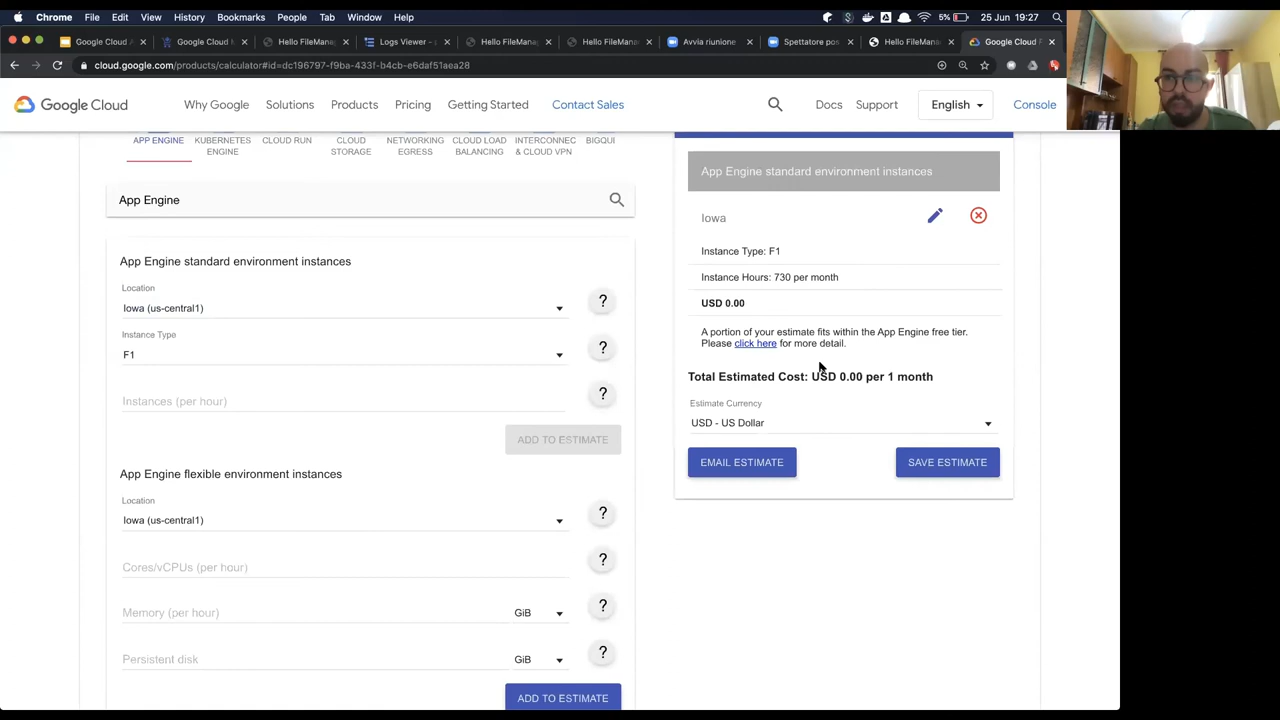 Chrome File Edit View History Bookmarks People Tab Window Help 5% 25 Jun 19:27
Google Cloud Google Cloud Hello FileMana Logs Viewer – Hello FileMana Hello FileMana Avvia riunione Spettatore pos Hello FileMana Google Cloud
cloud.google.com/products/calculator#id=dc196797-f9ba-433f-b4cb-e6daf51aea28
Google Cloud Why Google Solutions Products Pricing Getting Started Contact Sales Docs Support English Console
APP ENGINE
KUBERNETES
ENGINE
CLOUD RUN
CLOUD
STORAGE
NETWORKING
EGRESS
CLOUD LOAD
BALANCING
INTERCONNEC
& CLOUD VPN
BIGQU
App Engine
App Engine standard environment instances
Location
Iowa (us-central1)
?
Instance Type
F1
?
Instances (per hour)
?
ADD TO ESTIMATE
App Engine flexible environment instances
Location
Iowa (us-central1)
?
Cores/vCPUs (per hour)
?
Memory (per hour) GiB
?
Persistent disk GiB
?
ADD TO ESTIMATE
App Engine standard environment instances
Iowa
Instance Type: F1
Instance Hours: 730 per month
USD 0.00
A portion of your estimate fits within the App Engine free tier.
Please click here for more detail.
Total Estimated Cost: USD 0.00 per 1 month
Estimate Currency
USD - US Dollar
EMAIL ESTIMATE SAVE ESTIMATE